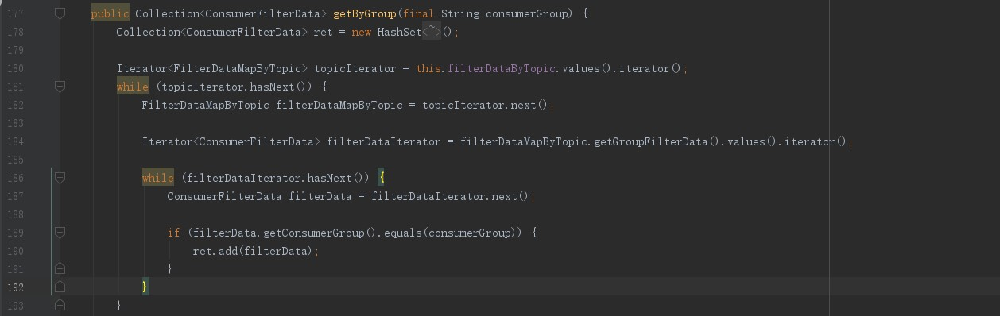 177 public Collection<ConsumerFilterData> getByGroup(final String consumerGroup) {
178 Collection<ConsumerFilterData> ret = new HashSet<~>();
179
180 Iterator<FilterDataMapByTopic> topicIterator = this.filterDataByTopic.values().iterator();
181 while (topicIterator.hasNext()) {
182 FilterDataMapByTopic filterDataMapByTopic = topicIterator.next();
183
184 Iterator<ConsumerFilterData> filterDataIterator = filterDataMapByTopic.getGroupFilterData().values().iterator();
185
186 while (filterDataIterator.hasNext()) {
187 ConsumerFilterData filterData = filterDataIterator.next();
188
189 if (filterData.getConsumerGroup().equals(consumerGroup)) {
190 ret.add(filterData);
191 }
192 }
193 }